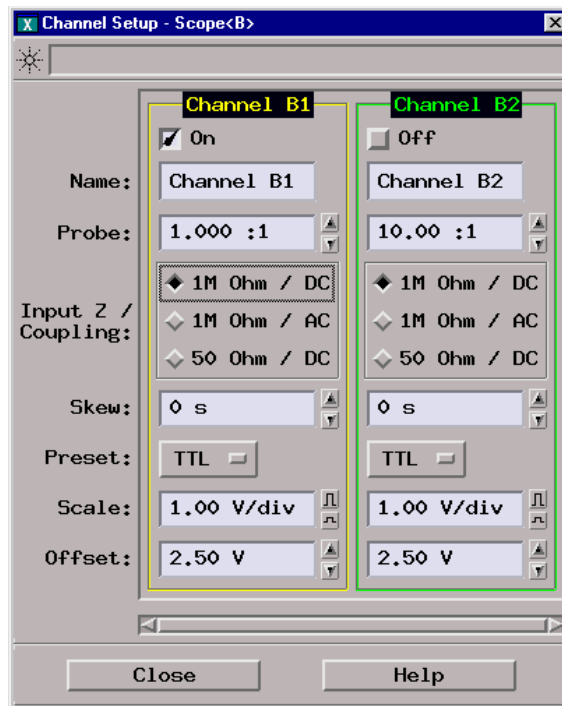 X Channel Setup - Scope<B>
Channel B1 Channel B2
On Off
Name: Channel B1 Channel B2
Probe: 1.000 :1 10.00 :1
1M Ohm / DC 1M Ohm / DC
Input Z / Coupling: 1M Ohm / AC 1M Ohm / AC
50 Ohm / DC 50 Ohm / DC
Skew: 0 s 0 s
Preset: TTL TTL
Scale: 1.00 V/div 1.00 V/div
Offset: 2.50 V 2.50 V
Close Help